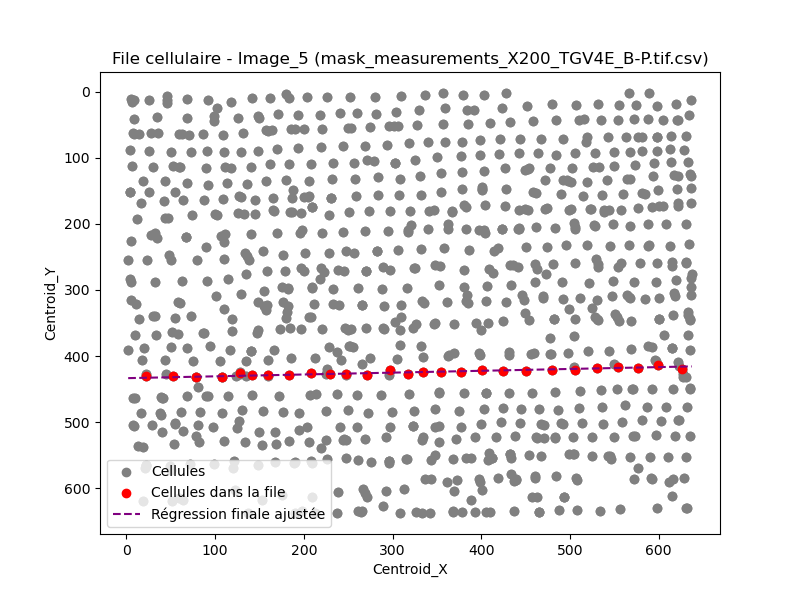 File cellulaire - Image_5 (mask_measurements_X200_TGV4E_B-P.tif.csv)
0
100
200
300
400
500
600
Centroid_Y
Cellules
Cellules dans la file
Régression finale ajustée
0
100
200
300
400
500
600
Centroid_X